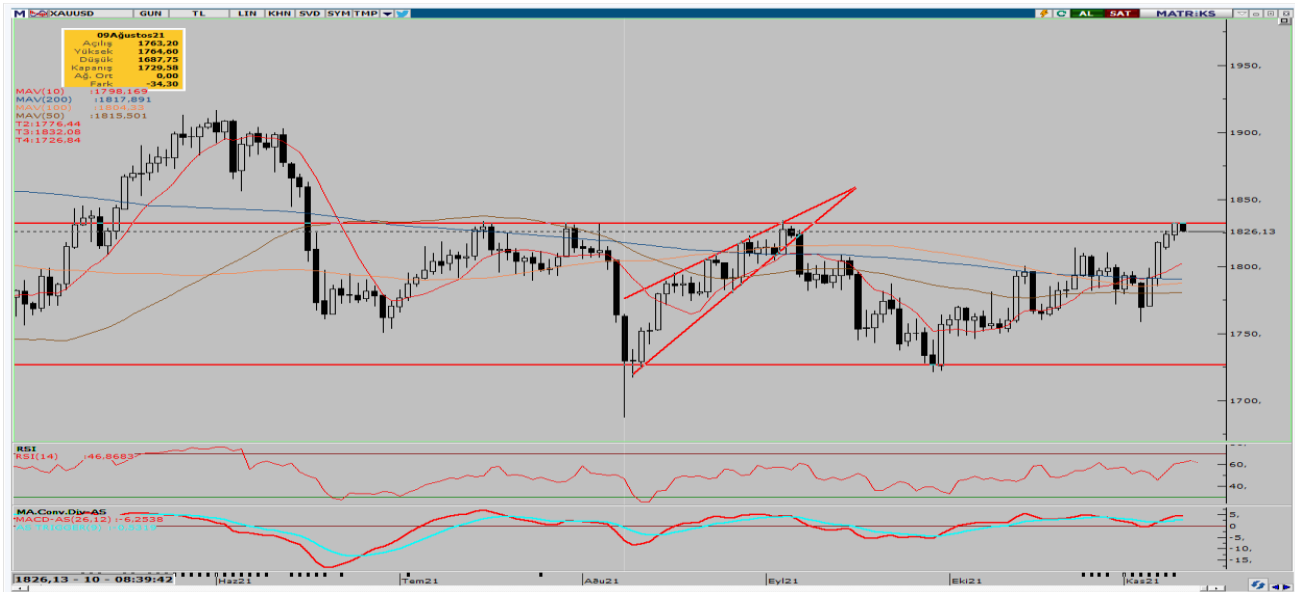 M XAUUSD GUN TL LIN KHN SVD SYM TMP AL SAT MATRiKS
09Ağustos21
Açılış 1763,20
Yüksek 1764,60
Düşük 1687,75
Kapanış 1729,58
Ağ. Ort 0,00
Fark -34,30
MAV(10) :1798,169
MAV(200) :1817,891
MAV(100) :1804,33
MAV(50) :1815,501
T2:1776.44
T3:1832.08
T4:1726.84
1950,
1900,
1850,
1826,13
1800,
1750,
1700,
RSI
RSI(14) :46,8683
60,
40,
MA.Conv.Div-AS
MACD-AS(26,12) :-6,2538
5,
0
-5,
-10,
-15,
1826,13 - 10 - 08:39:42
Haz21
Tem21
Ağu21
Eyl21
Eki21
Kas21